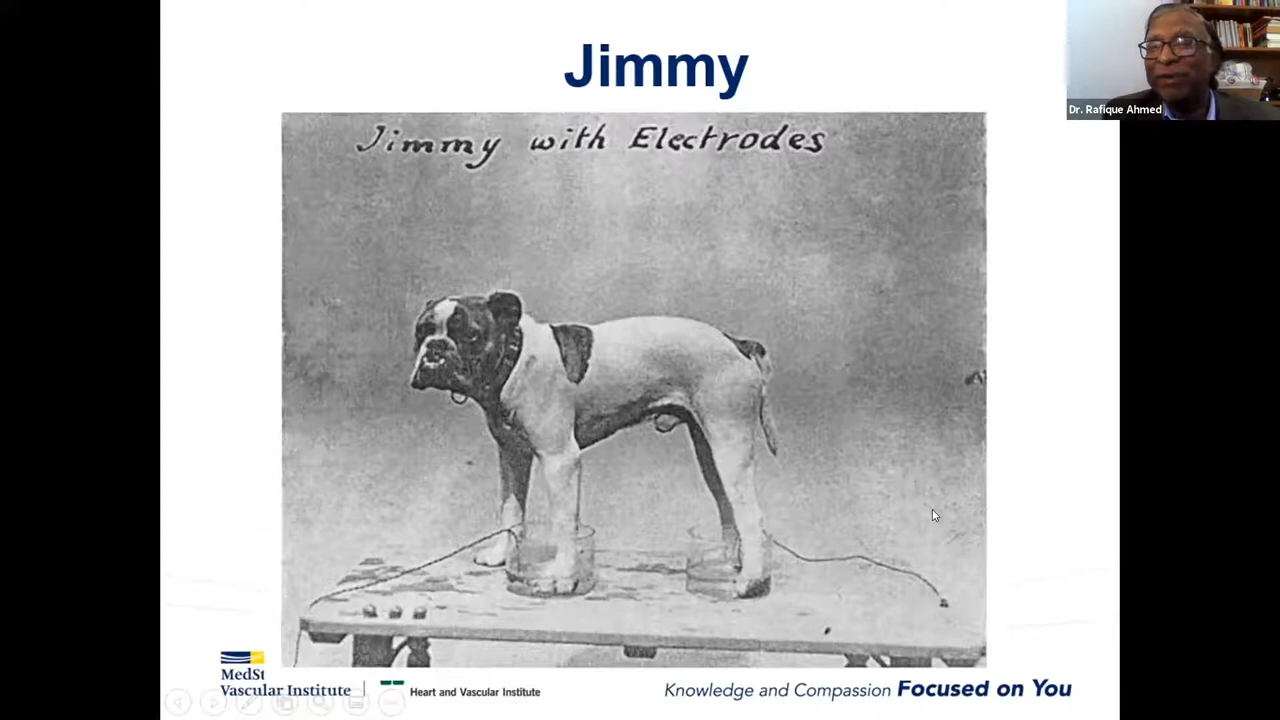 Jimmy
Dr. Rafique Ahmed
Jimmy with Electrodes
MedSt
Vascular Institute
Heart and Vascular Institute
Knowledge and Compassion Focused on You